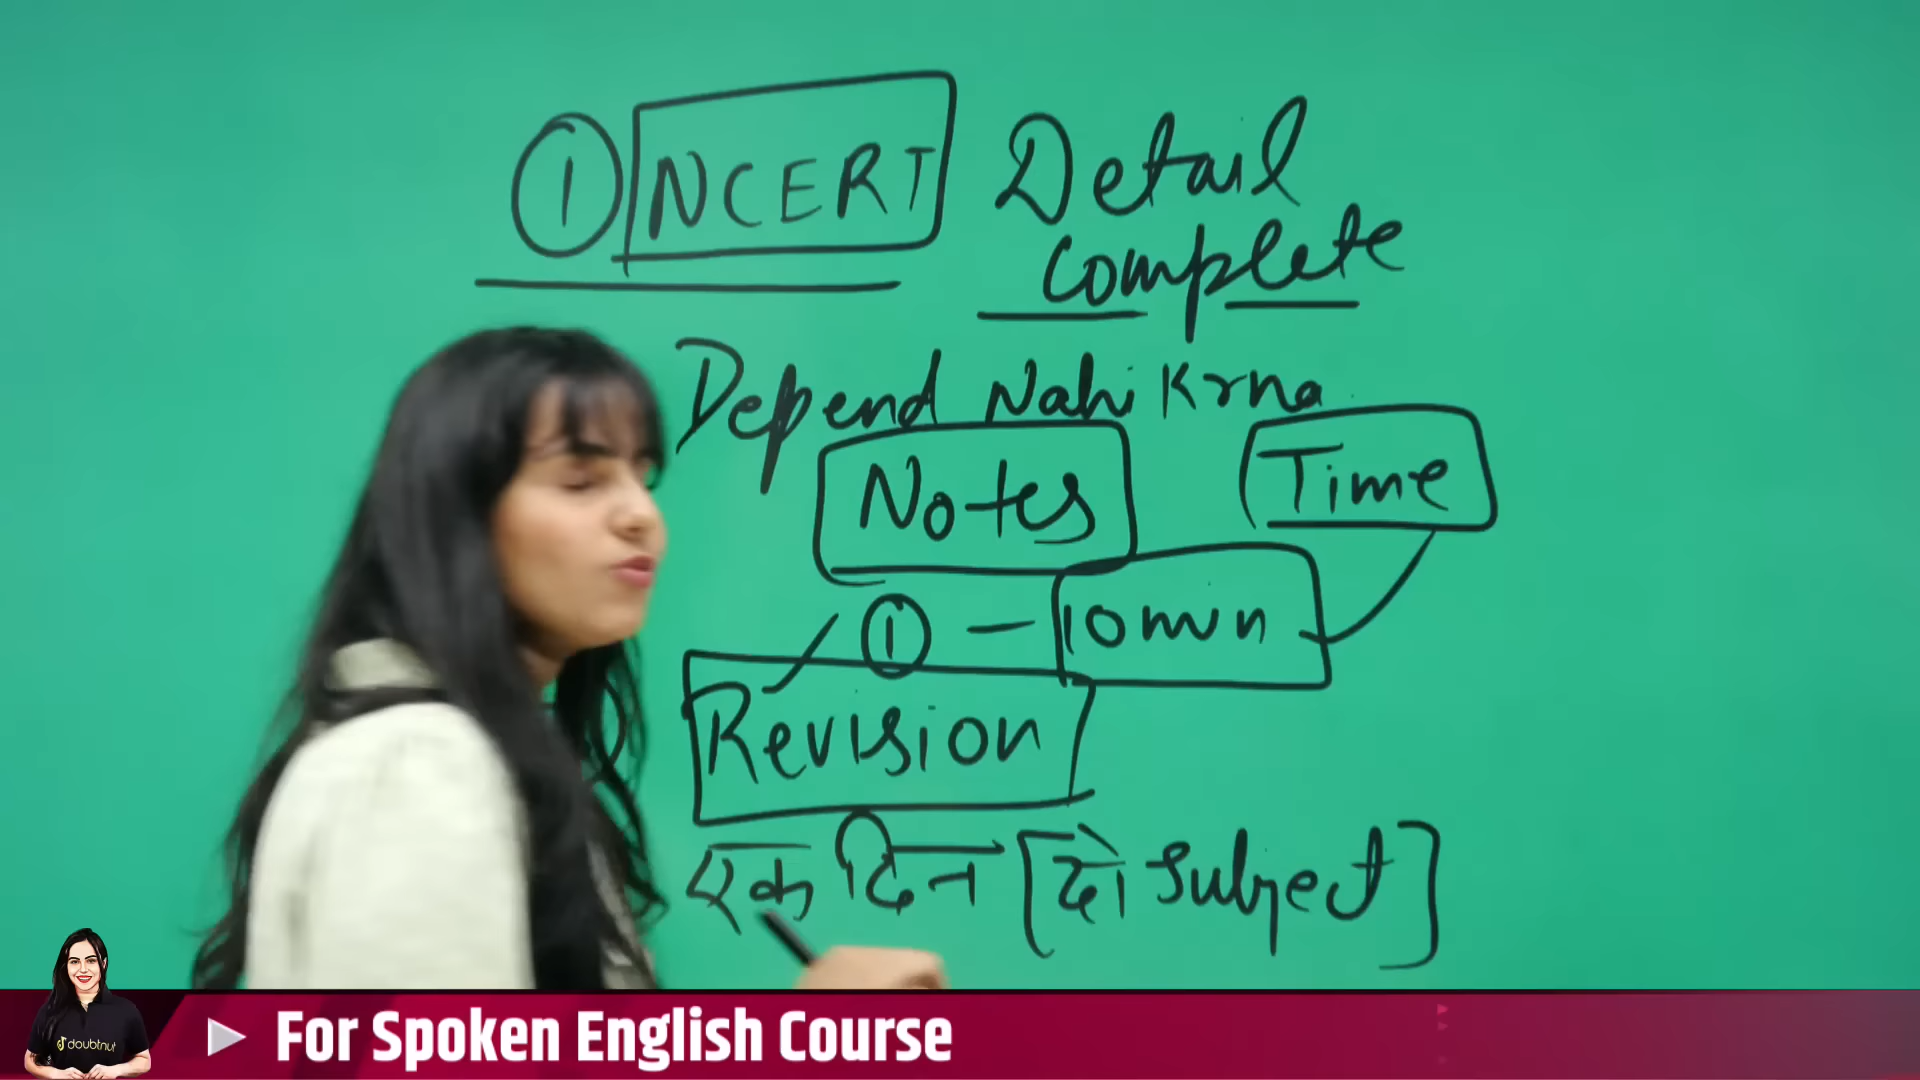 ① NCERT Detail
complete
Depend Nahi Krna
Notes Time
① - 10 min
Revision
एक दिन [दो Subject]
doubtnut
For Spoken English Course